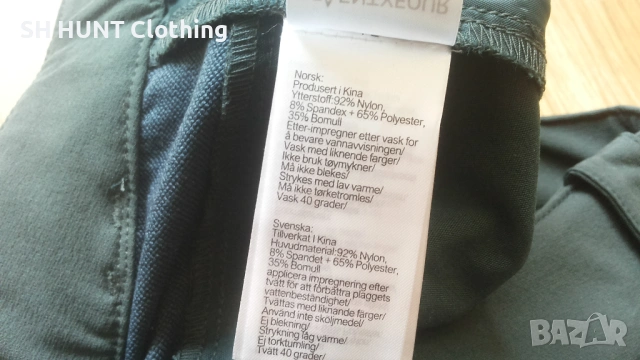 SH HUNT Clothing
Norsk:
Produsert i Kina
Ytterstoff:92% Nylon,
8% Spandex + 65% Polyester,
35% Bomull
Etter-impregner etter vask for
å bevare vannavvisningen/
Vask med liknende farger/
Ikke bruk tøymykner/
Må ikke blekes/
Strykes med lav varme/
Må ikke tørketromles/
Vask 40 grader/
Svenska:
Tillverkat I Kina
Huvudmaterial:92% Nylon,
8% Spandet + 65% Polyester,
35% Bomull
applicera impregnering efter
tvätt för att förbättra plaggets
vattenbeständighet/
Tvättas med liknande färger/
Använd inte sköljmedel/
Ej blekning/
Strykning låg värme/
Ej torktumling/
Tvätt 40 grader/
BAZAR